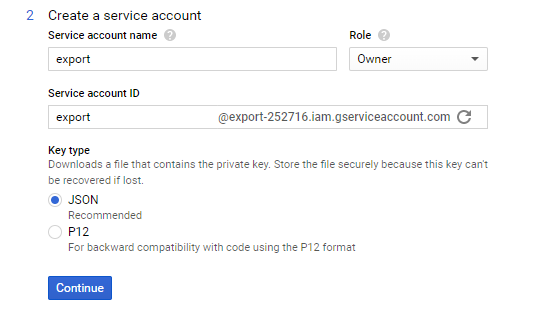 2 Create a service account
Service account name Role
export Owner
Service account ID
export @export-252716.iam.gserviceaccount.com
Key type
Downloads a file that contains the private key. Store the file securely because this key can't
be recovered if lost.
JSON
Recommended
P12
For backward compatibility with code using the P12 format
Continue